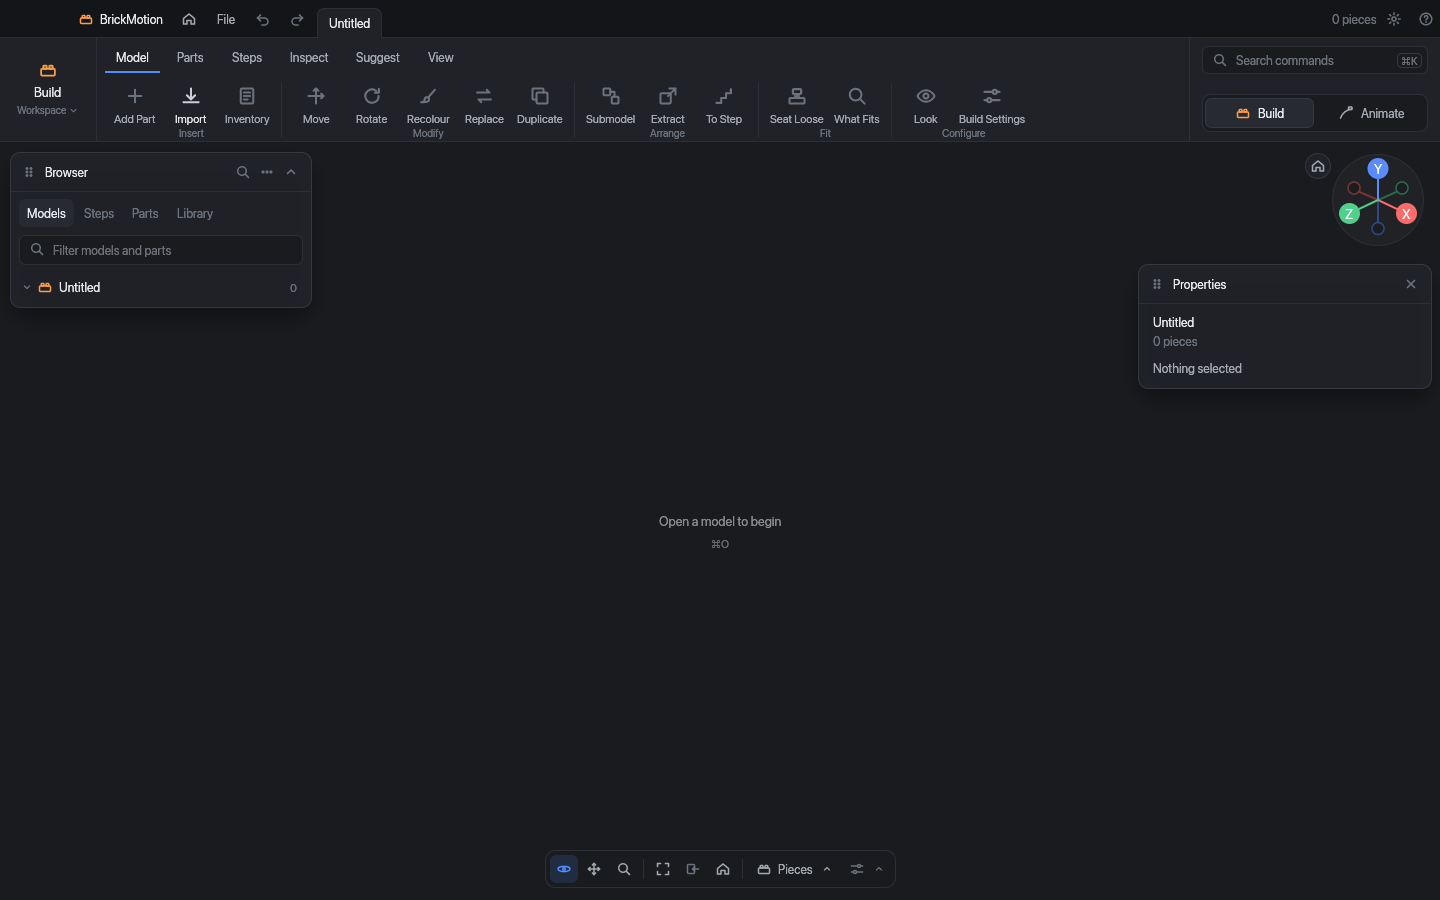 BrickMotion
File
Untitled
0 pieces
Build
Workspace
Model
Parts
Steps
Inspect
Suggest
View
Add Part
Import
Inventory
Insert
Move
Rotate
Recolour
Replace
Duplicate
Modify
Submodel
Extract
To Step
Arrange
Seat Loose
What Fits
Fit
Look
Build Settings
Configure
Search commands
⌘K
Build
Animate
Browser
Models
Steps
Parts
Library
Filter models and parts
Untitled
0
Y
Z
X
Properties
Untitled
0 pieces
Nothing selected
Open a model to begin
⌘O
Pieces